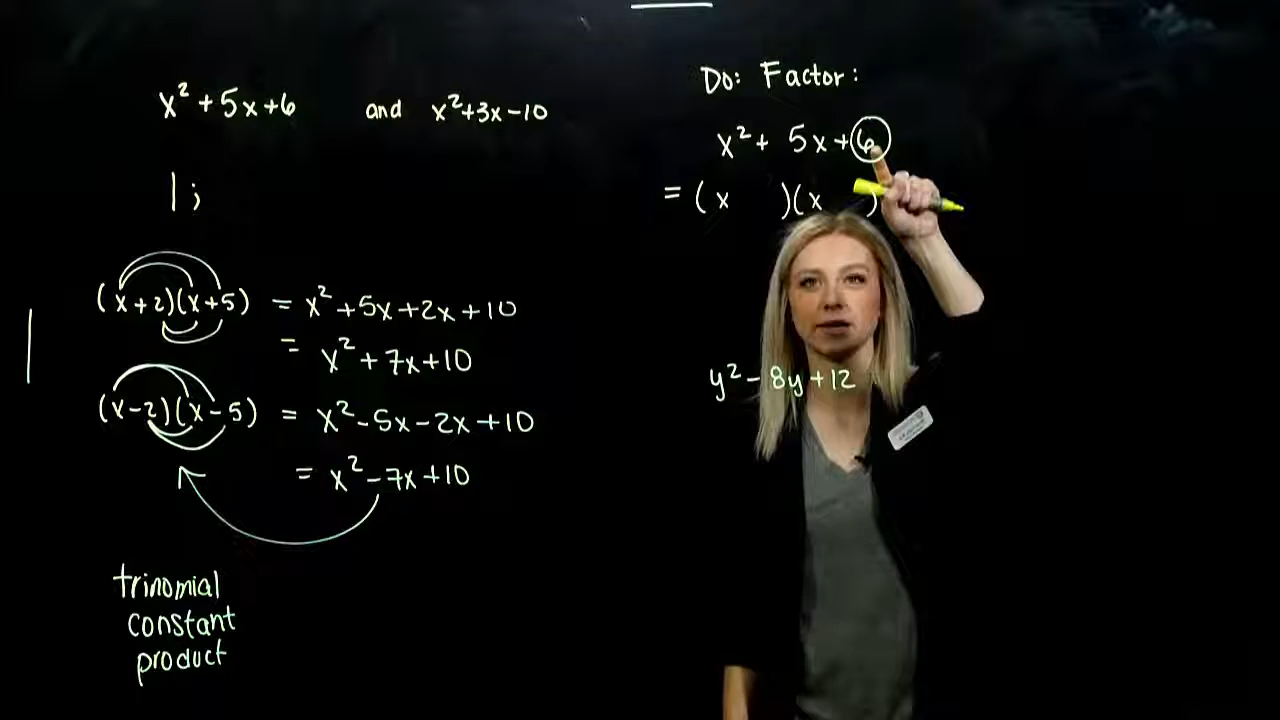 x²+5x+6 and x²+3x-10
1;
(x+2)(x+5) = x²+5x+2x+10
= x²+7x+10
(x-2)(x-5) = x²-5x-2x+10
= x²-7x+10
trinomial
constant
product
Do: Factor:
x²+ 5x+6
= (x )(x )
y²-8y+12